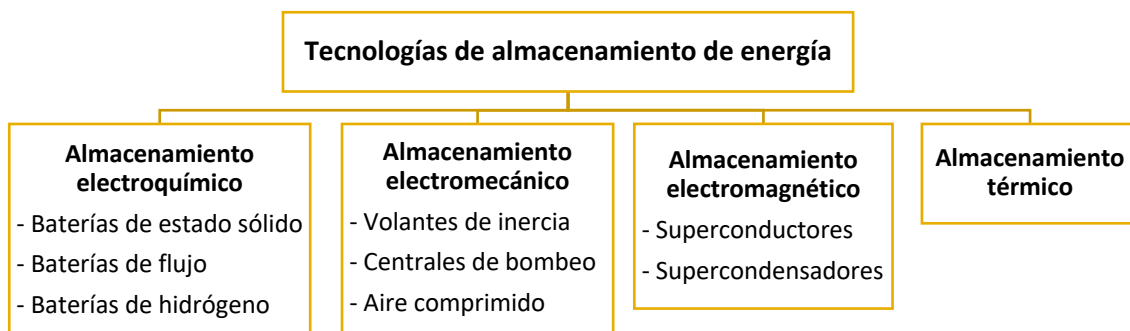 Tecnologías de almacenamiento de energía
Almacenamiento
electroquímico
- Baterías de estado sólido
- Baterías de flujo
- Baterías de hidrógeno
Almacenamiento
electromecánico
- Volantes de inercia
- Centrales de bombeo
- Aire comprimido
Almacenamiento
electromagnético
- Superconductores
- Supercondensadores
Almacenamiento
térmico